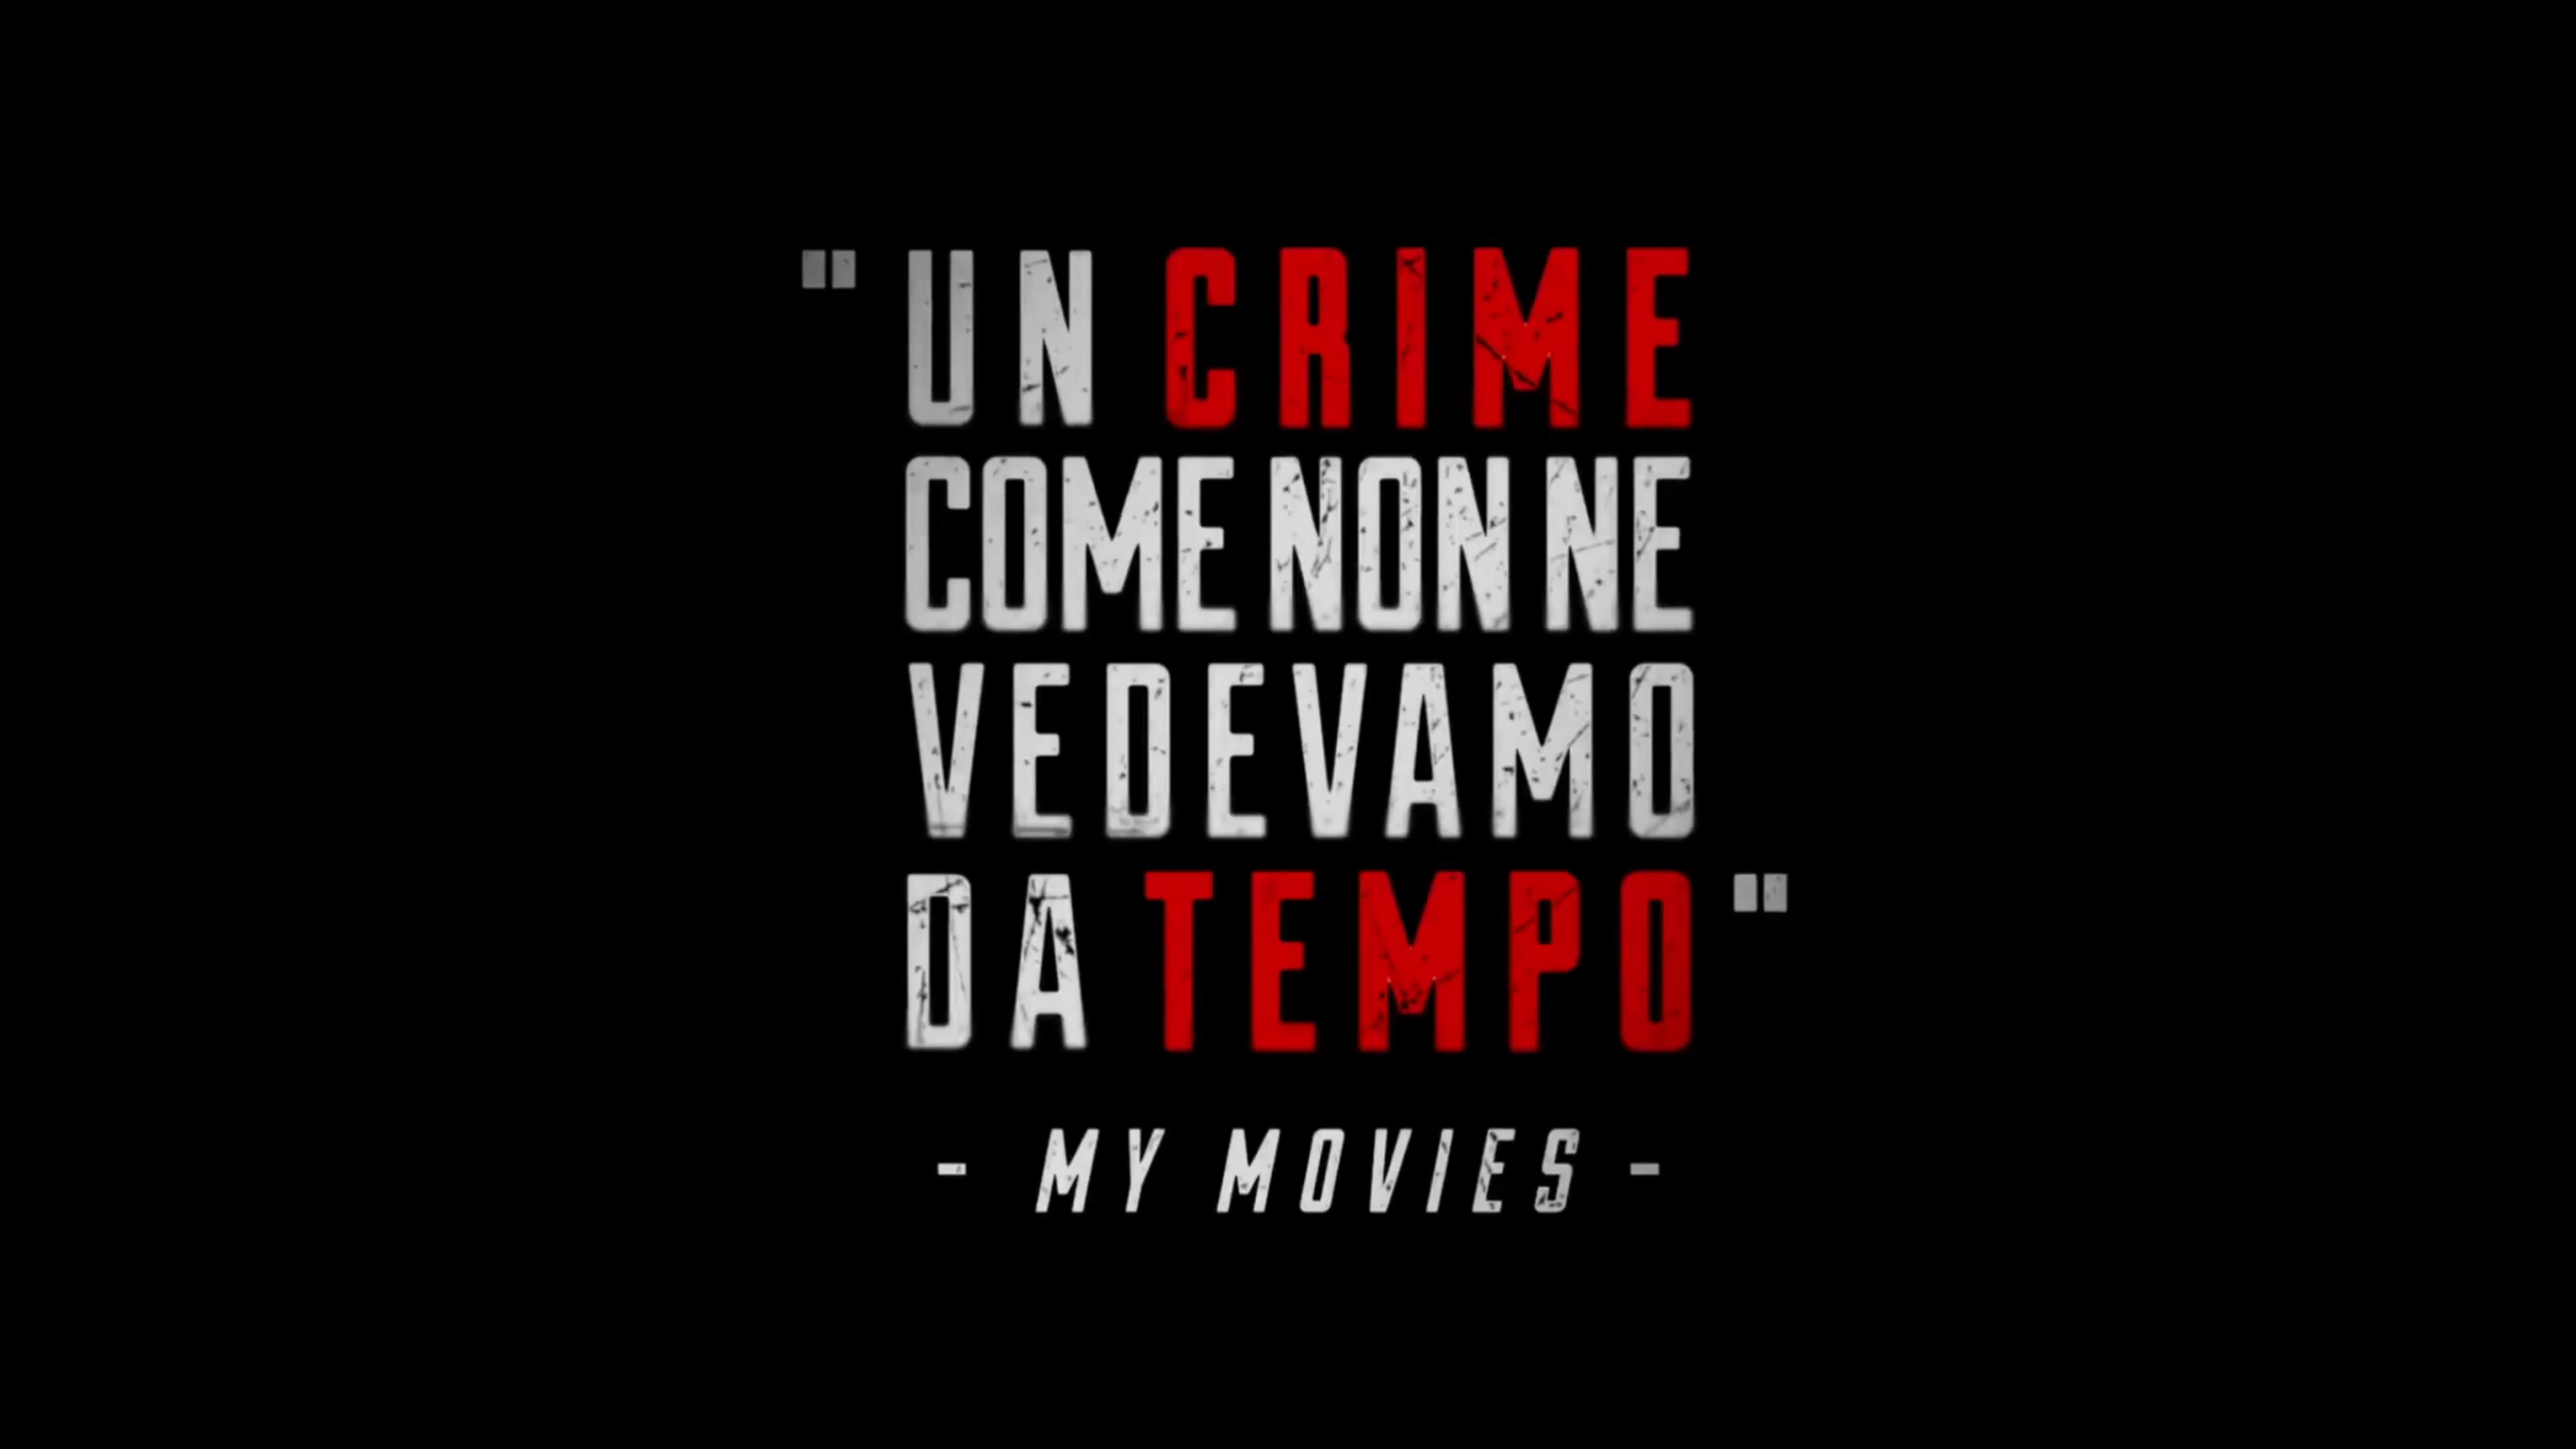 "UN CRIME
COME NON NE
VEDEVAMO
DA TEMPO"
- MY MOVIES -